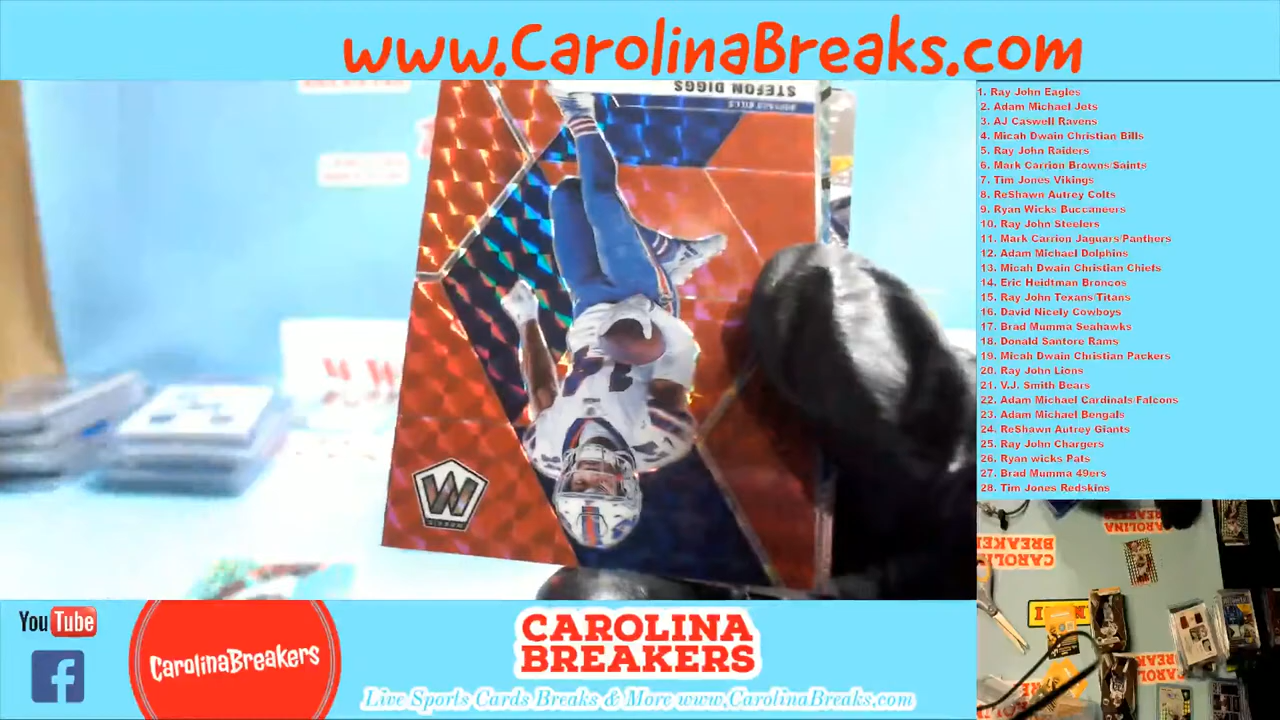 www.CarolinaBreaks.com
STEFON DIGGS
BUFFALO BILLS
1. Ray John Eagles
2. Adam Michael Jets
3. AJ Caswell Ravens
4. Micah Dwain Christian Bills
5. Ray John Raiders
6. Mark Carrion Browns/Saints
7. Tim Jones Vikings
8. ReShawn Autrey Colts
9. Ryan Wicks Buccaneers
10. Ray John Steelers
11. Mark Carrion Jaguars/Panthers
12. Adam Michael Dolphins
13. Micah Dwain Christian Chiefs
14. Eric Heidtman Broncos
15. Ray John Texans/Titans
16. David Nicely Cowboys
17. Brad Mumma Seahawks
18. Donald Santore Rams
19. Micah Dwain Christian Packers
20. Ray John Lions
21. V.J. Smith Bears
22. Adam Michael Cardinals/Falcons
23. Adam Michael Bengals
24. ReShawn Autrey Giants
25. Ray John Chargers
26. Ryan wicks Pats
27. Brad Mumma 49ers
28. Tim Jones Redskins
CAROLINA
BREAKERS
YouTube
CarolinaBreakers
CAROLINA
BREAKERS
Live Sports Cards Breaks & More www.CarolinaBreaks.com